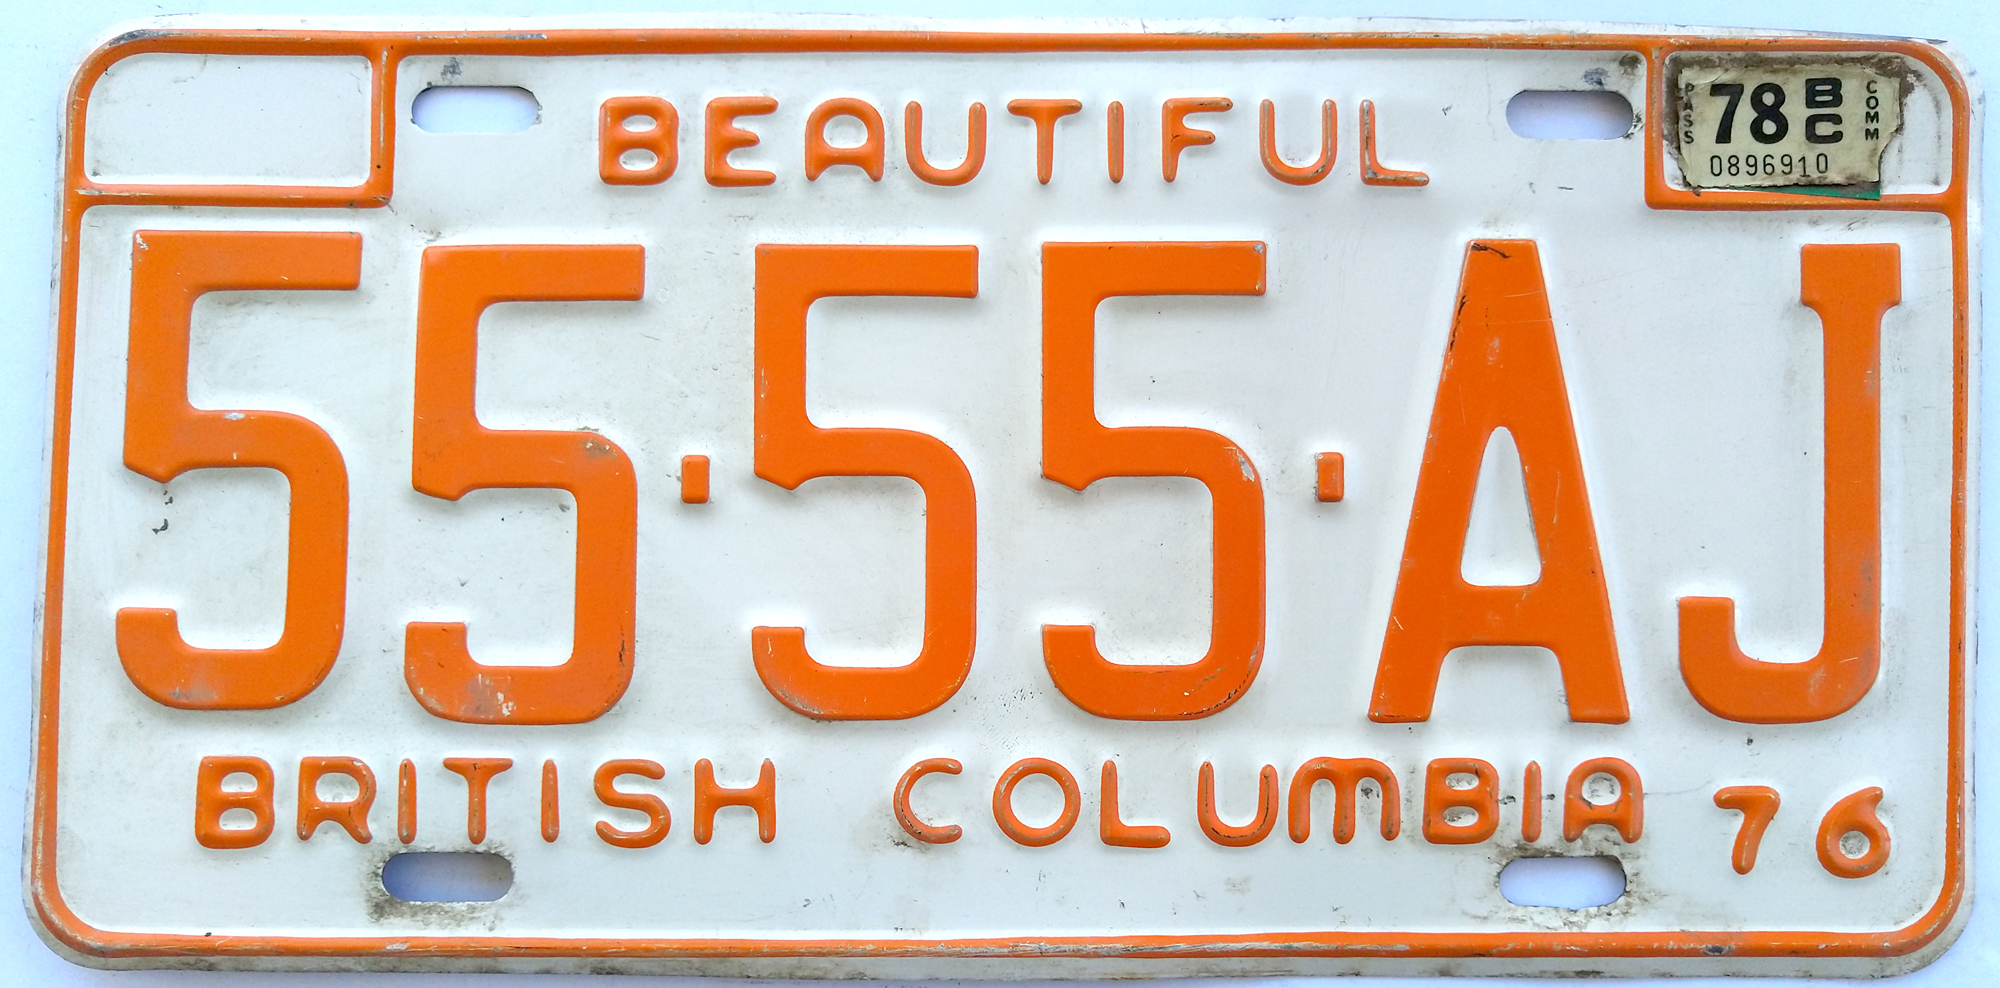 BEAUTIFUL
PASS 78 BC COMM
0896910
55-55-AJ
BRITISH COLUMBIA 76